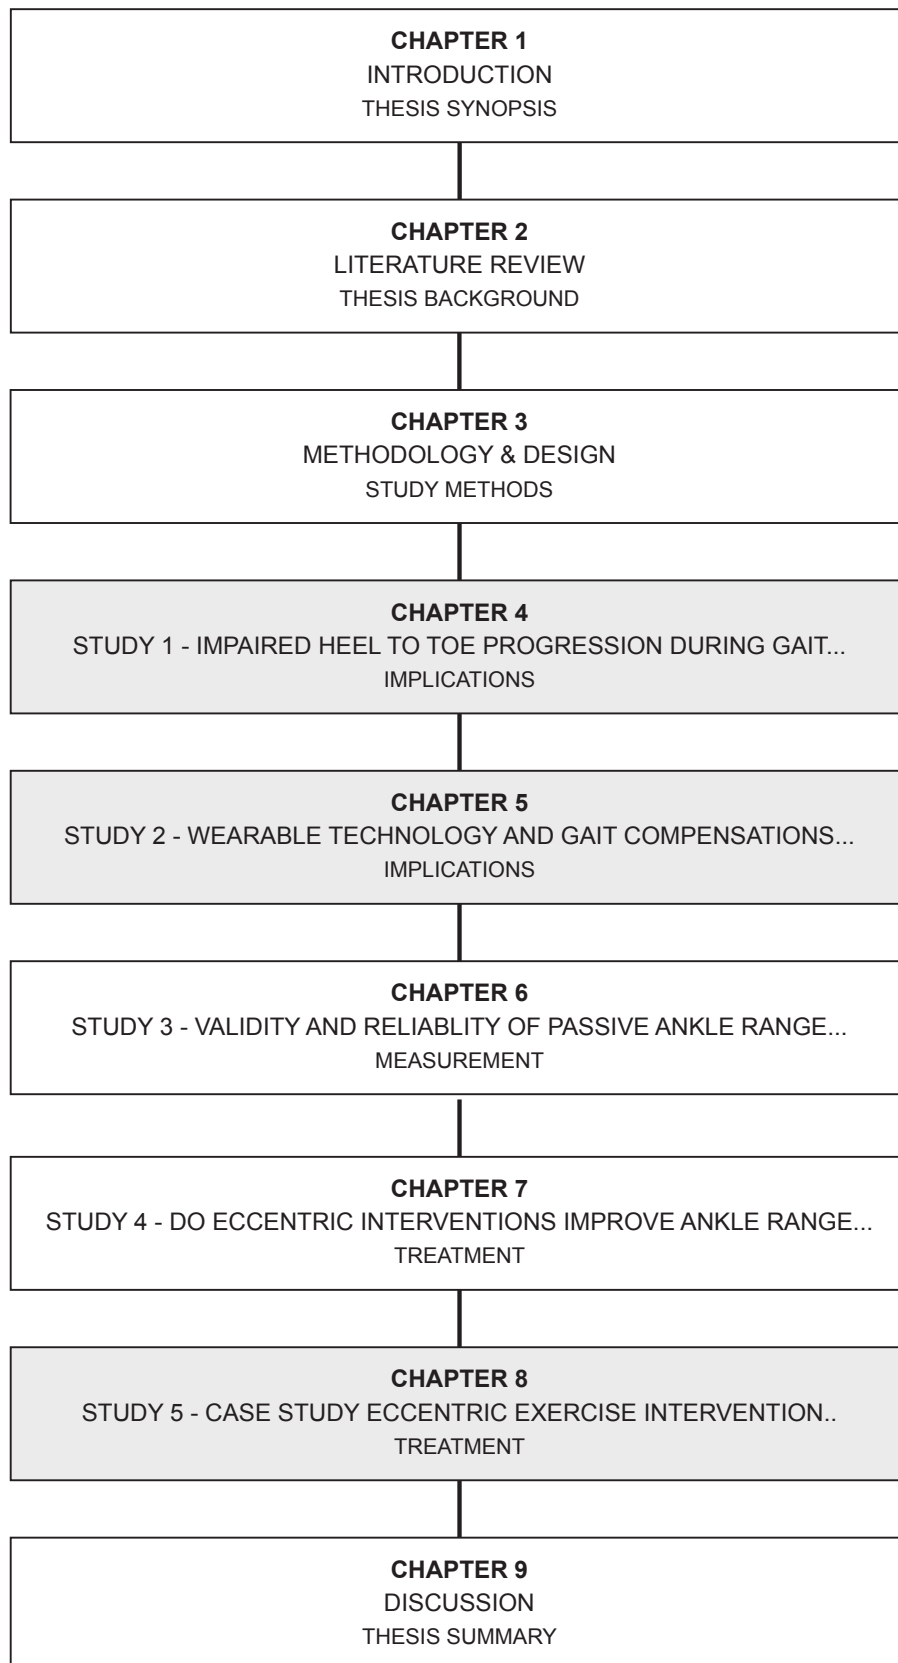 CHAPTER 1
INTRODUCTION
THESIS SYNOPSIS
CHAPTER 2
LITERATURE REVIEW
THESIS BACKGROUND
CHAPTER 3
METHODOLOGY & DESIGN
STUDY METHODS
CHAPTER 4
STUDY 1 - IMPAIRED HEEL TO TOE PROGRESSION DURING GAIT...
IMPLICATIONS
CHAPTER 5
STUDY 2 - WEARABLE TECHNOLOGY AND GAIT COMPENSATIONS...
IMPLICATIONS
CHAPTER 6
STUDY 3 - VALIDITY AND RELIABLITY OF PASSIVE ANKLE RANGE...
MEASUREMENT
CHAPTER 7
STUDY 4 - DO ECCENTRIC INTERVENTIONS IMPROVE ANKLE RANGE...
TREATMENT
CHAPTER 8
STUDY 5 - CASE STUDY ECCENTRIC EXERCISE INTERVENTION..
TREATMENT
CHAPTER 9
DISCUSSION
THESIS SUMMARY